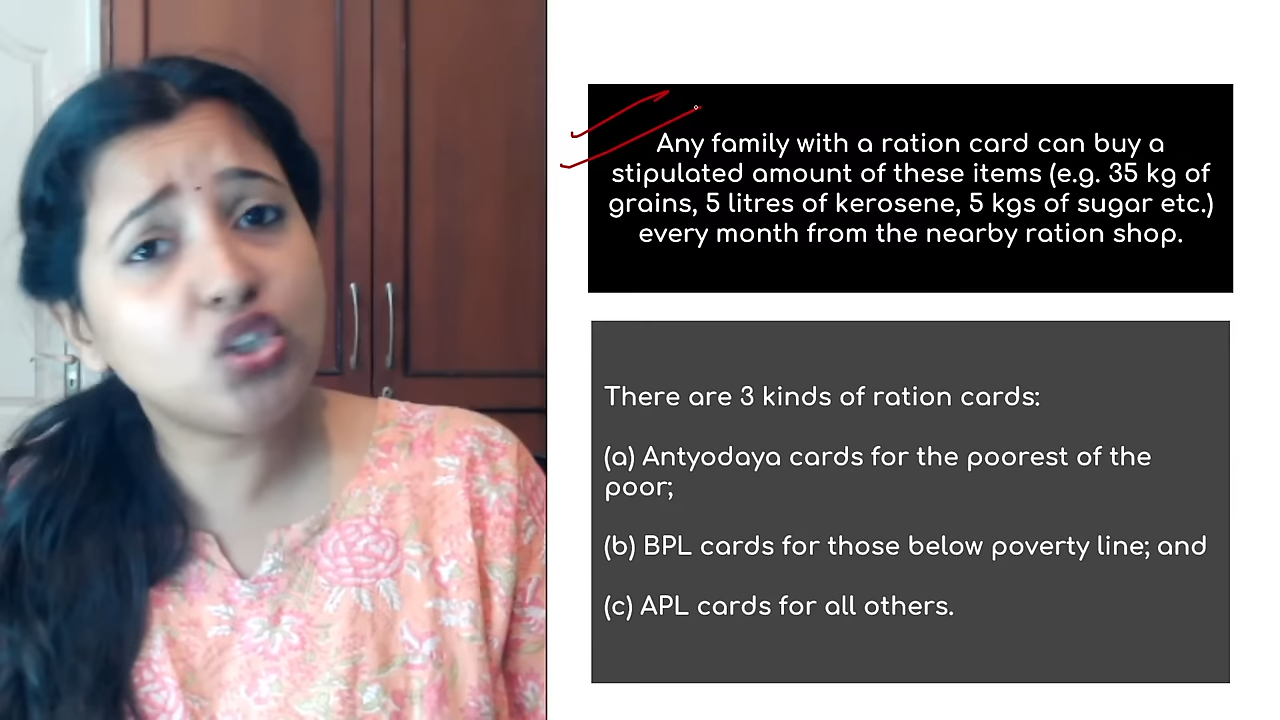 Any family with a ration card can buy a
stipulated amount of these items (e.g. 35 kg of
grains, 5 litres of kerosene, 5 kgs of sugar etc.)
every month from the nearby ration shop.
There are 3 kinds of ration cards:
(a) Antyodaya cards for the poorest of the
poor;
(b) BPL cards for those below poverty line; and
(c) APL cards for all others.